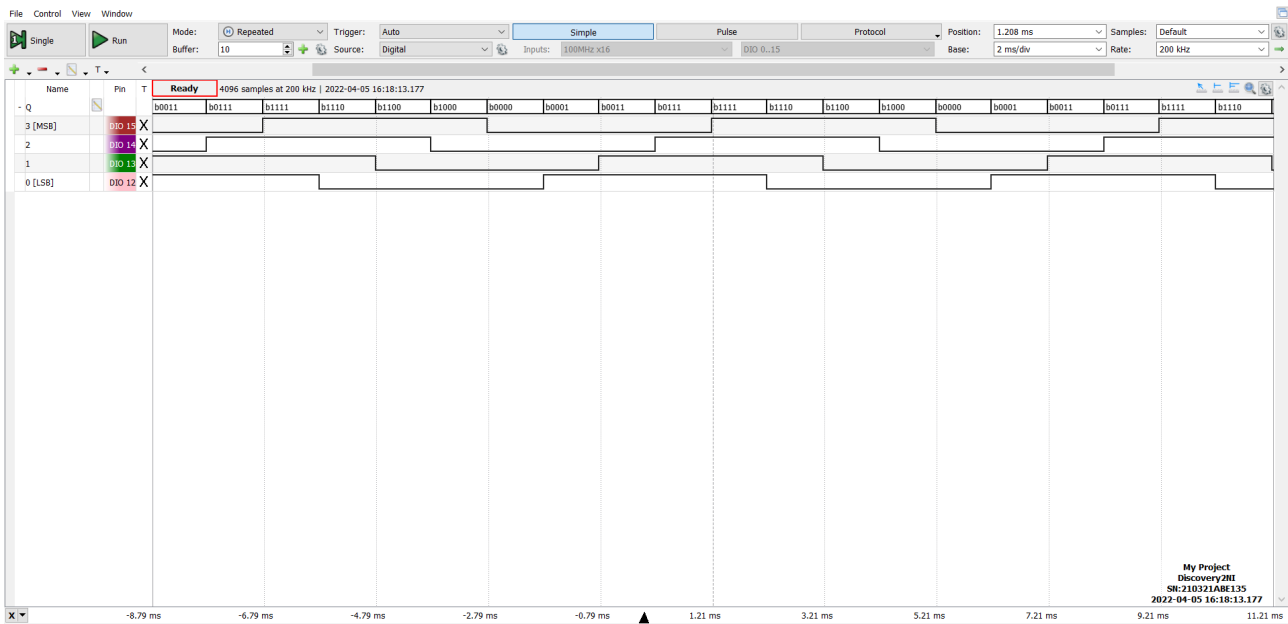 File Control View Window
Single Run Mode: Repeated Trigger: Auto Simple Pulse Protocol Position: 1.208 ms Samples: Default
Buffer: 10 Source: Digital Inputs: 100MHz x16 DIO 0..15 Base: 2 ms/div Rate: 200 kHz
T
Name Pin T Ready 4096 samples at 200 kHz | 2022-04-05 16:18:13.177
- Q b0011 b0111 b1111 b1110 b1100 b1000 b0000 b0001 b0011 b0111 b1111 b1110 b1100 b1000 b0000 b0001 b0011 b0111 b1111 b1110
3 [MSB] DIO 15 X
2 DIO 14 X
1 DIO 13 X
0 [LSB] DIO 12 X
My Project
Discovery2NI
SN:210321ABE135
2022-04-05 16:18:13.177
X -8.79 ms -6.79 ms -4.79 ms -2.79 ms -0.79 ms 1.21 ms 3.21 ms 5.21 ms 7.21 ms 9.21 ms 11.21 ms